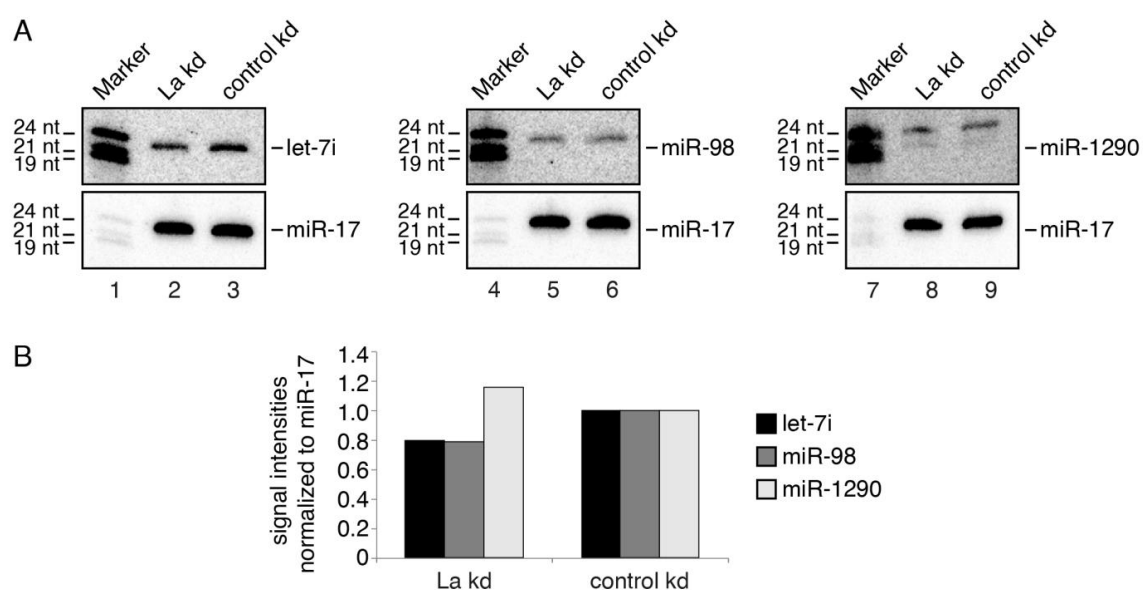 A
Marker
La kd
control kd
Marker
La kd
control kd
Marker
La kd
control kd
24 nt
21 nt
19 nt
let-7i
24 nt
21 nt
19 nt
miR-98
24 nt
21 nt
19 nt
miR-1290
24 nt
21 nt
19 nt
miR-17
24 nt
21 nt
19 nt
miR-17
24 nt
21 nt
19 nt
miR-17
1 2 3
4 5 6
7 8 9
B
signal intensities
normalized to miR-17
1.4
1.2
1.0
0.8
0.6
0.4
0.2
0
La kd
control kd
let-7i
miR-98
miR-1290